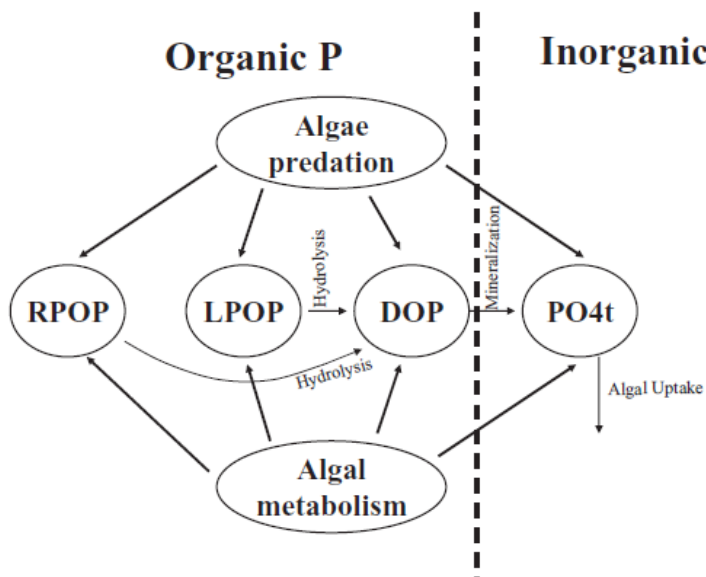 Organic P
Inorganic
Algae
predation
Hydrolysis
Mineralization
RPOP
LPOP
DOP
PO4t
Hydrolysis
Algal Uptake
Algal
metabolism